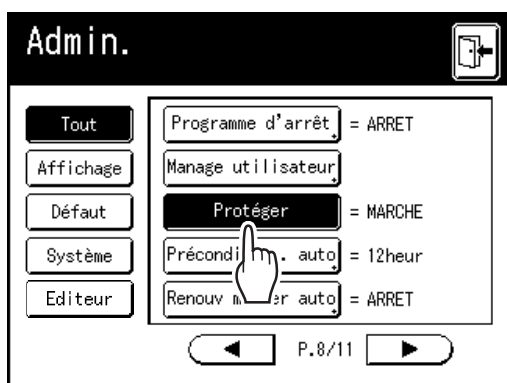 Admin.
Tout
Programme d'arrêt = ARRET
Affichage
Manage utilisateur
Défaut
Protéger = MARCHE
Système
auto = 12heur
Editeur
Renouv auto = ARRET
P.8/11